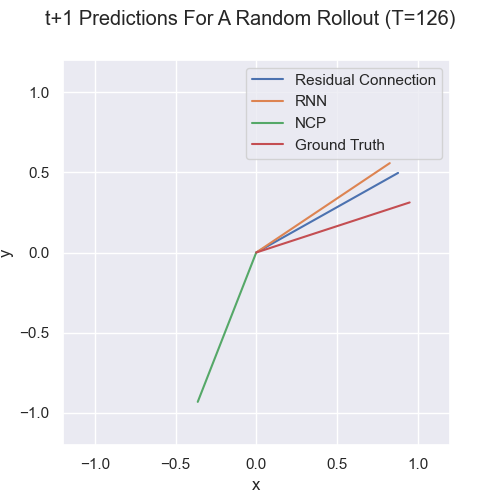 t+1 Predictions For A Random Rollout (T=126)
Residual Connection
RNN
NCP
Ground Truth
1.0
0.5
0.0
−0.5
−1.0
y
−1.0 −0.5 0.0 0.5 1.0
x